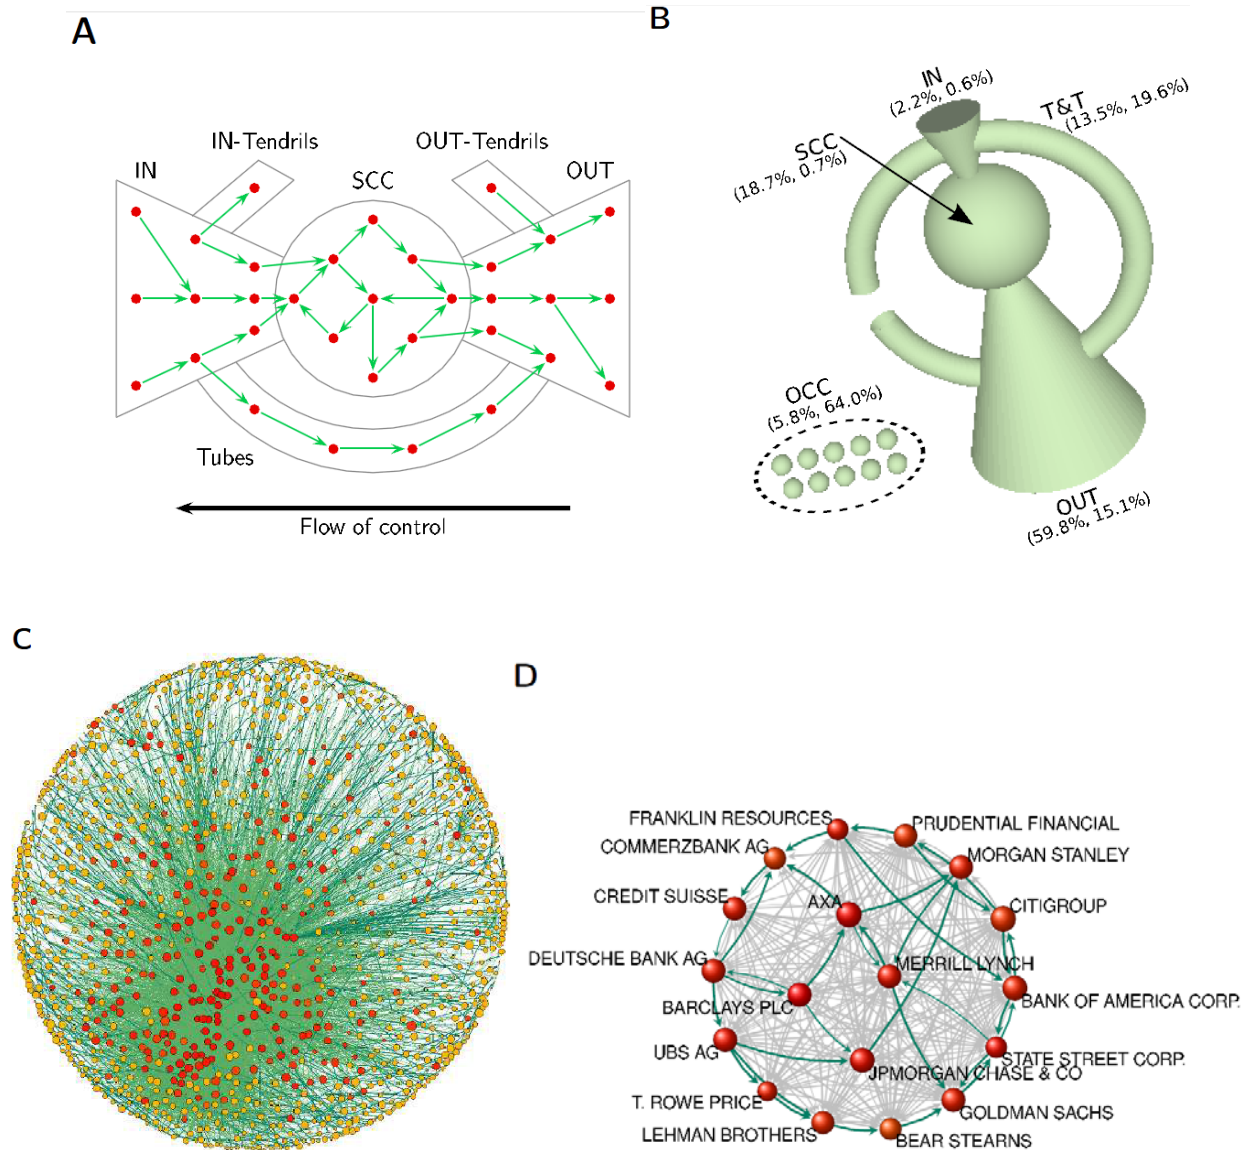 A
B
IN-Tendrils
OUT-Tendrils
IN
SCC
OUT
Tubes
Flow of control
IN
(2.2%, 0.6%)
T&T
(13.5%, 19.6%)
SCC
(18.7%, 0.7%)
OCC
(5.8%, 64.0%)
OUT
(59.8%, 15.1%)
C
D
FRANKLIN RESOURCES
PRUDENTIAL FINANCIAL
COMMERZBANK AG
MORGAN STANLEY
CREDIT SUISSE
AXA
CITIGROUP
DEUTSCHE BANK AG
MERRILL LYNCH
BARCLAYS PLC
BANK OF AMERICA CORP.
UBS AG
STATE STREET CORP.
JPMORGAN CHASE & CO
T. ROWE PRICE
GOLDMAN SACHS
LEHMAN BROTHERS
BEAR STEARNS